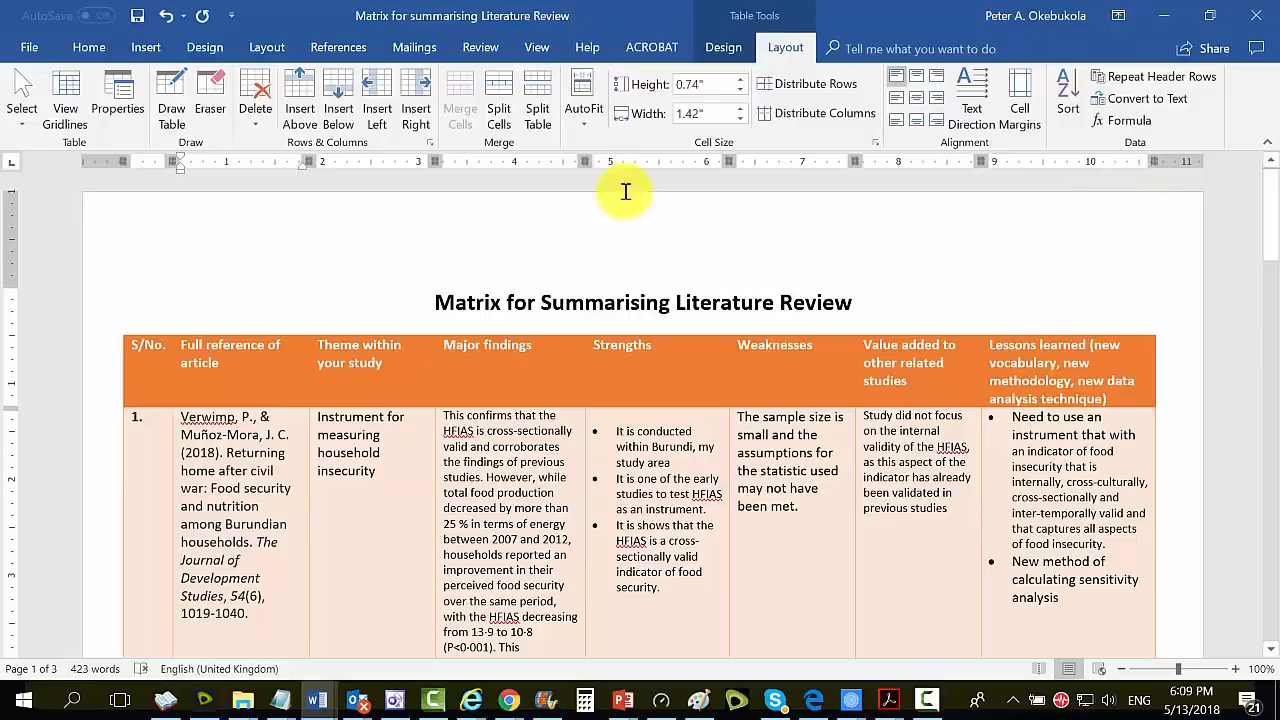 AutoSave Off
Matrix for summarising Literature Review
Table Tools
Peter A. Okebukola
File Home Insert Design Layout References Mailings Review View Help ACROBAT Design Layout Tell me what you want to do Share
Select
View Gridlines
Properties
Table
Draw Table
Eraser
Draw
Delete
Insert Above
Insert Below
Insert Left
Insert Right
Rows & Columns
Merge Cells
Split Cells
Split Table
Merge
AutoFit
Height: 0.74"
Width: 1.42"
Distribute Rows
Distribute Columns
Cell Size
Text Direction
Cell Margins
Alignment
Sort
Repeat Header Rows
Convert to Text
Formula
Data
1 2 3 4 5 6 7 8 9 10 11
1
1
2
3
Matrix for Summarising Literature Review
S/No.
Full reference of
article
Theme within
your study
Major findings
Strengths
Weaknesses
Value added to
other related
studies
Lessons learned (new
vocabulary, new
methodology, new data
analysis technique)
1.
Verwimp, P., &
Muñoz-Mora, J. C.
(2018). Returning
home after civil
war: Food security
and nutrition
among Burundian
households. The
Journal of
Development
Studies, 54(6),
1019-1040.
Instrument for
measuring
household
insecurity
This confirms that the
HFIAS is cross-sectionally
valid and corroborates
the findings of previous
studies. However, while
total food production
decreased by more than
25 % in terms of energy
between 2007 and 2012,
households reported an
improvement in their
perceived food security
over the same period,
with the HFIAS decreasing
from 13·9 to 10·8
(P<0·001). This
• It is conducted
within Burundi, my
study area
• It is one of the early
studies to test HFIAS
as an instrument.
• It is shows that the
HFIAS is a cross-
sectionally valid
indicator of food
security.
The sample size is
small and the
assumptions for
the statistic used
may not have
been met.
Study did not focus
on the internal
validity of the HFIAS,
as this aspect of the
indicator has already
been validated in
previous studies
• Need to use an
instrument that with
an indicator of food
insecurity that is
internally, cross-culturally,
cross-sectionally and
inter-temporally valid and
that captures all aspects
of food insecurity.
• New method of
calculating sensitivity
analysis
Page 1 of 3 423 words English (United Kingdom) 100%
ENG
6:09 PM
5/13/2018
21